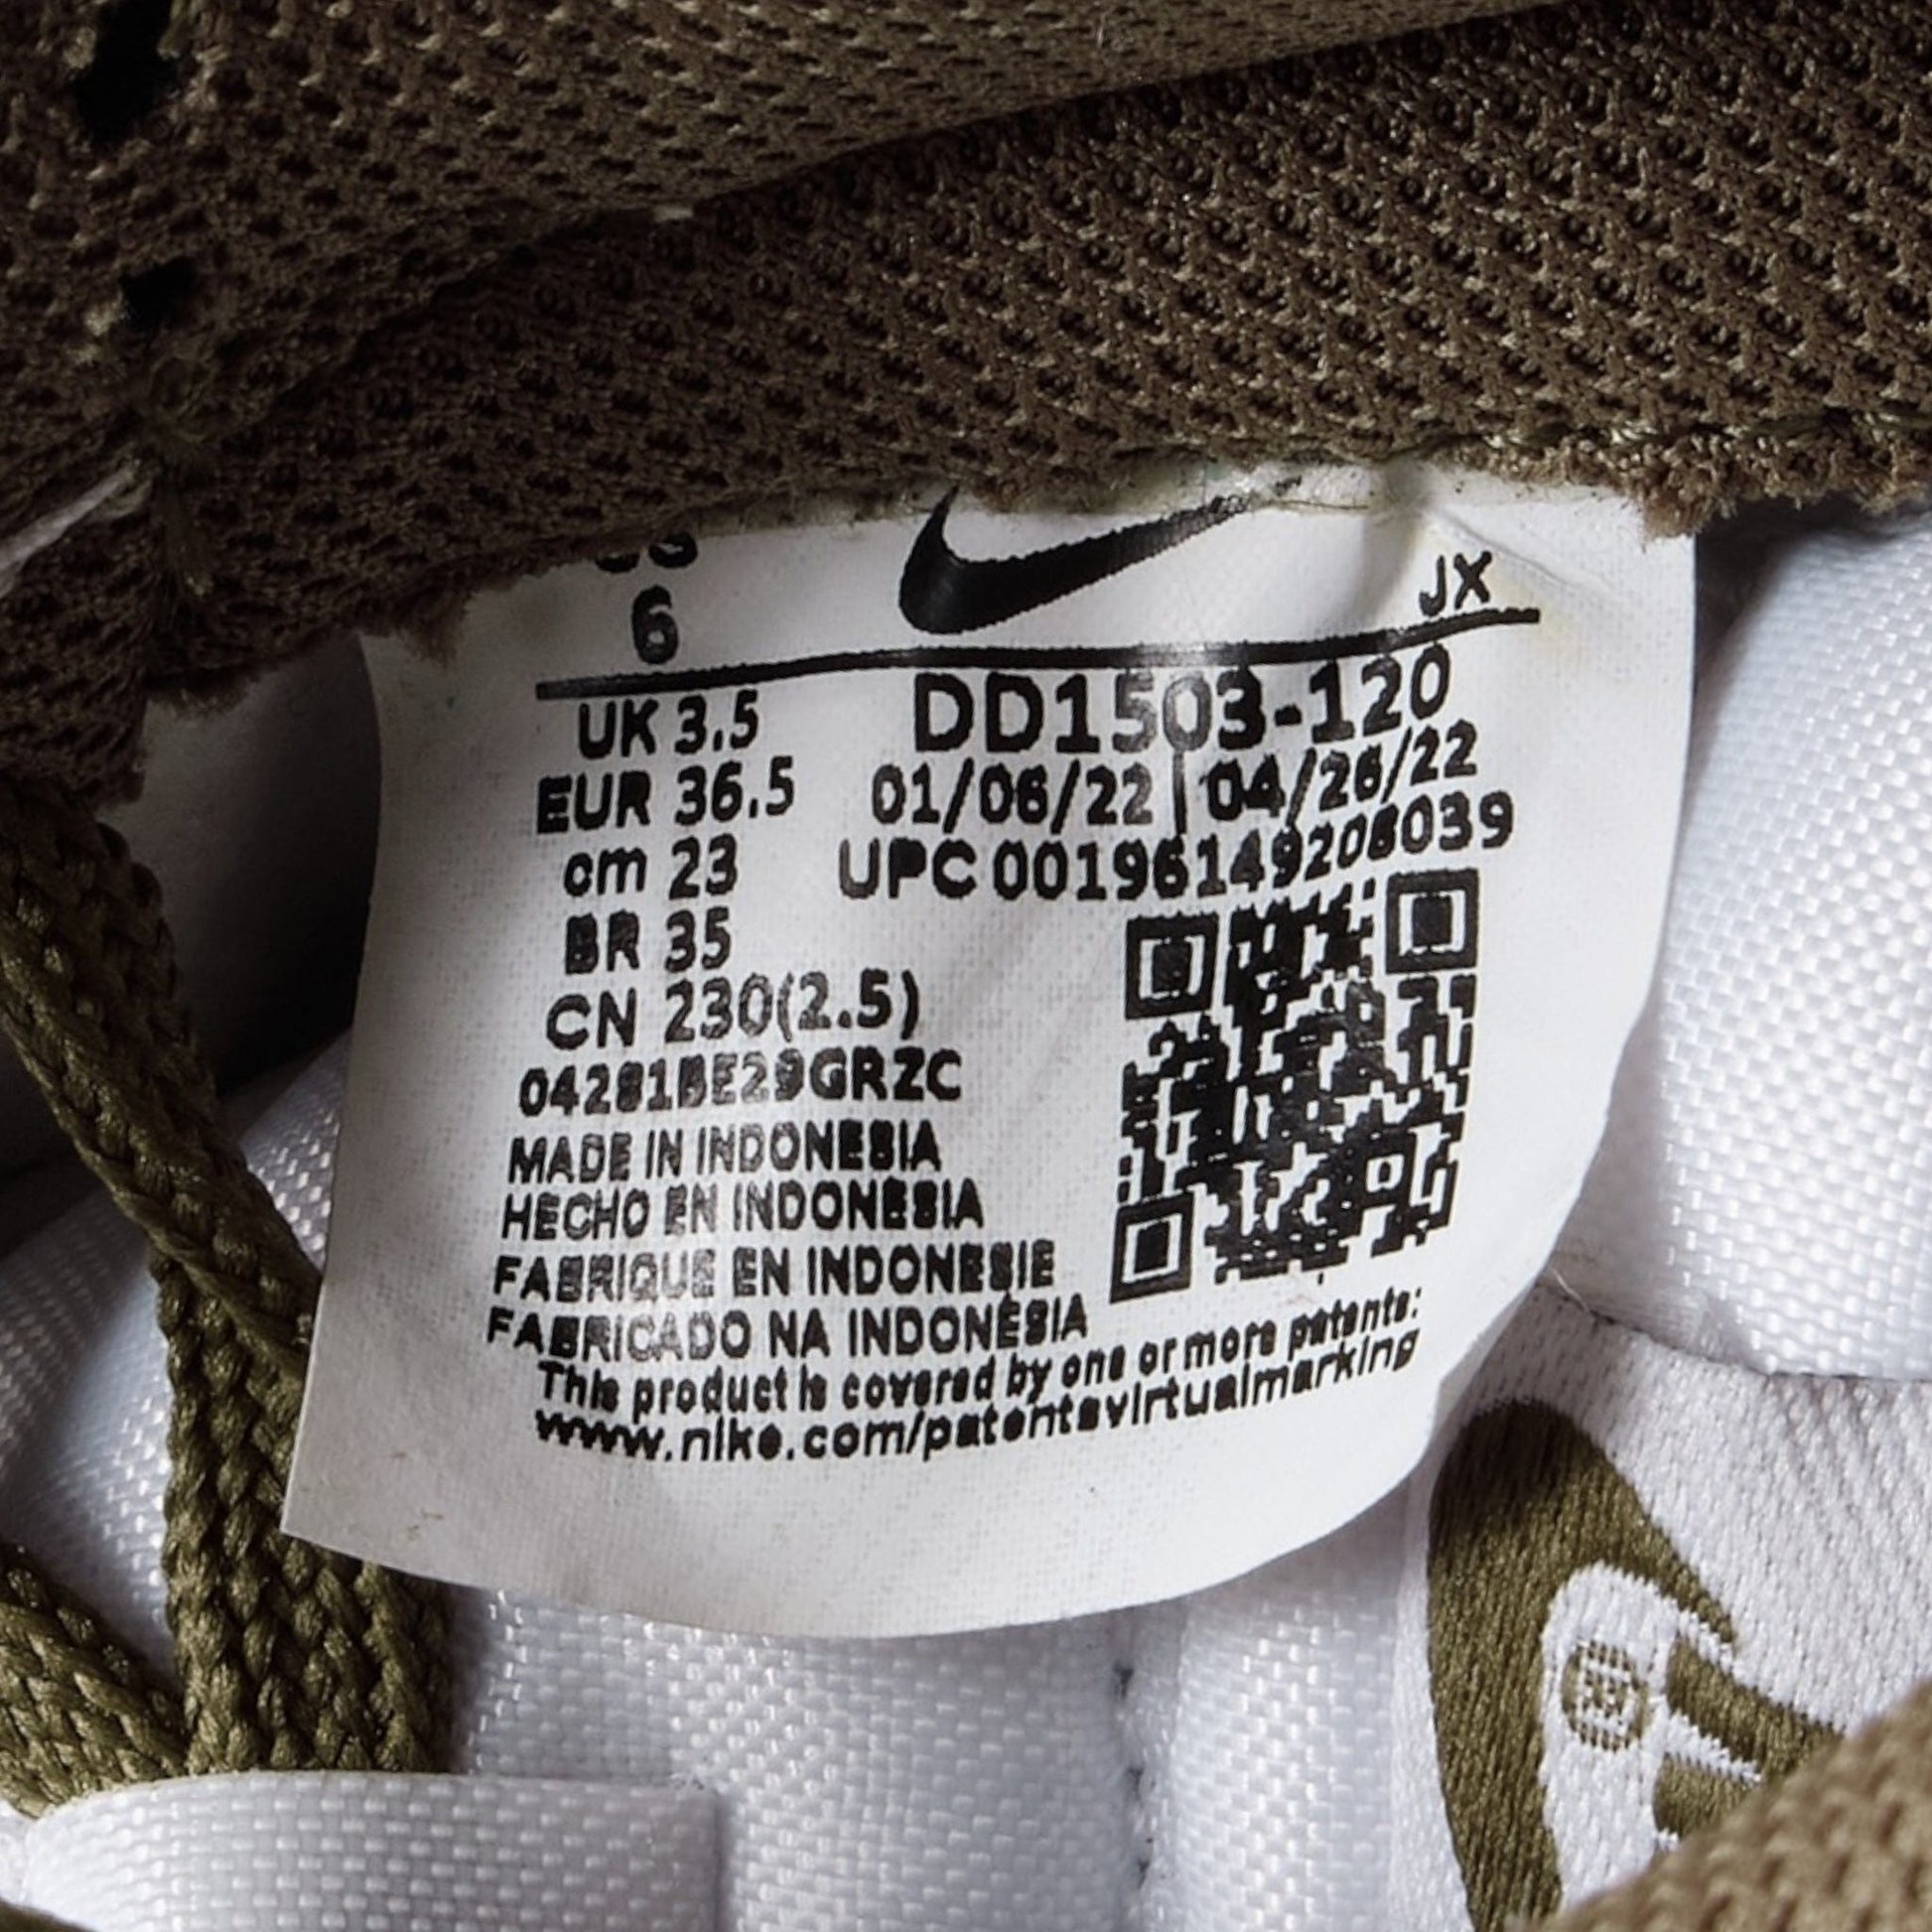 US
6
JX
UK 3.5
DD1503-120
EUR 36.5
01/06/22 | 04/26/22
cm 23
UPC 00196149208039
BR 35
CN 230(2.5)
04281BE29GRZC
MADE IN INDONESIA
HECHO EN INDONESIA
FABRIQUE EN INDONESIE
FABRICADO NA INDONÉSIA
This product is covered by one or more patents:
www.nike.com/patentsvirtualmarking
®